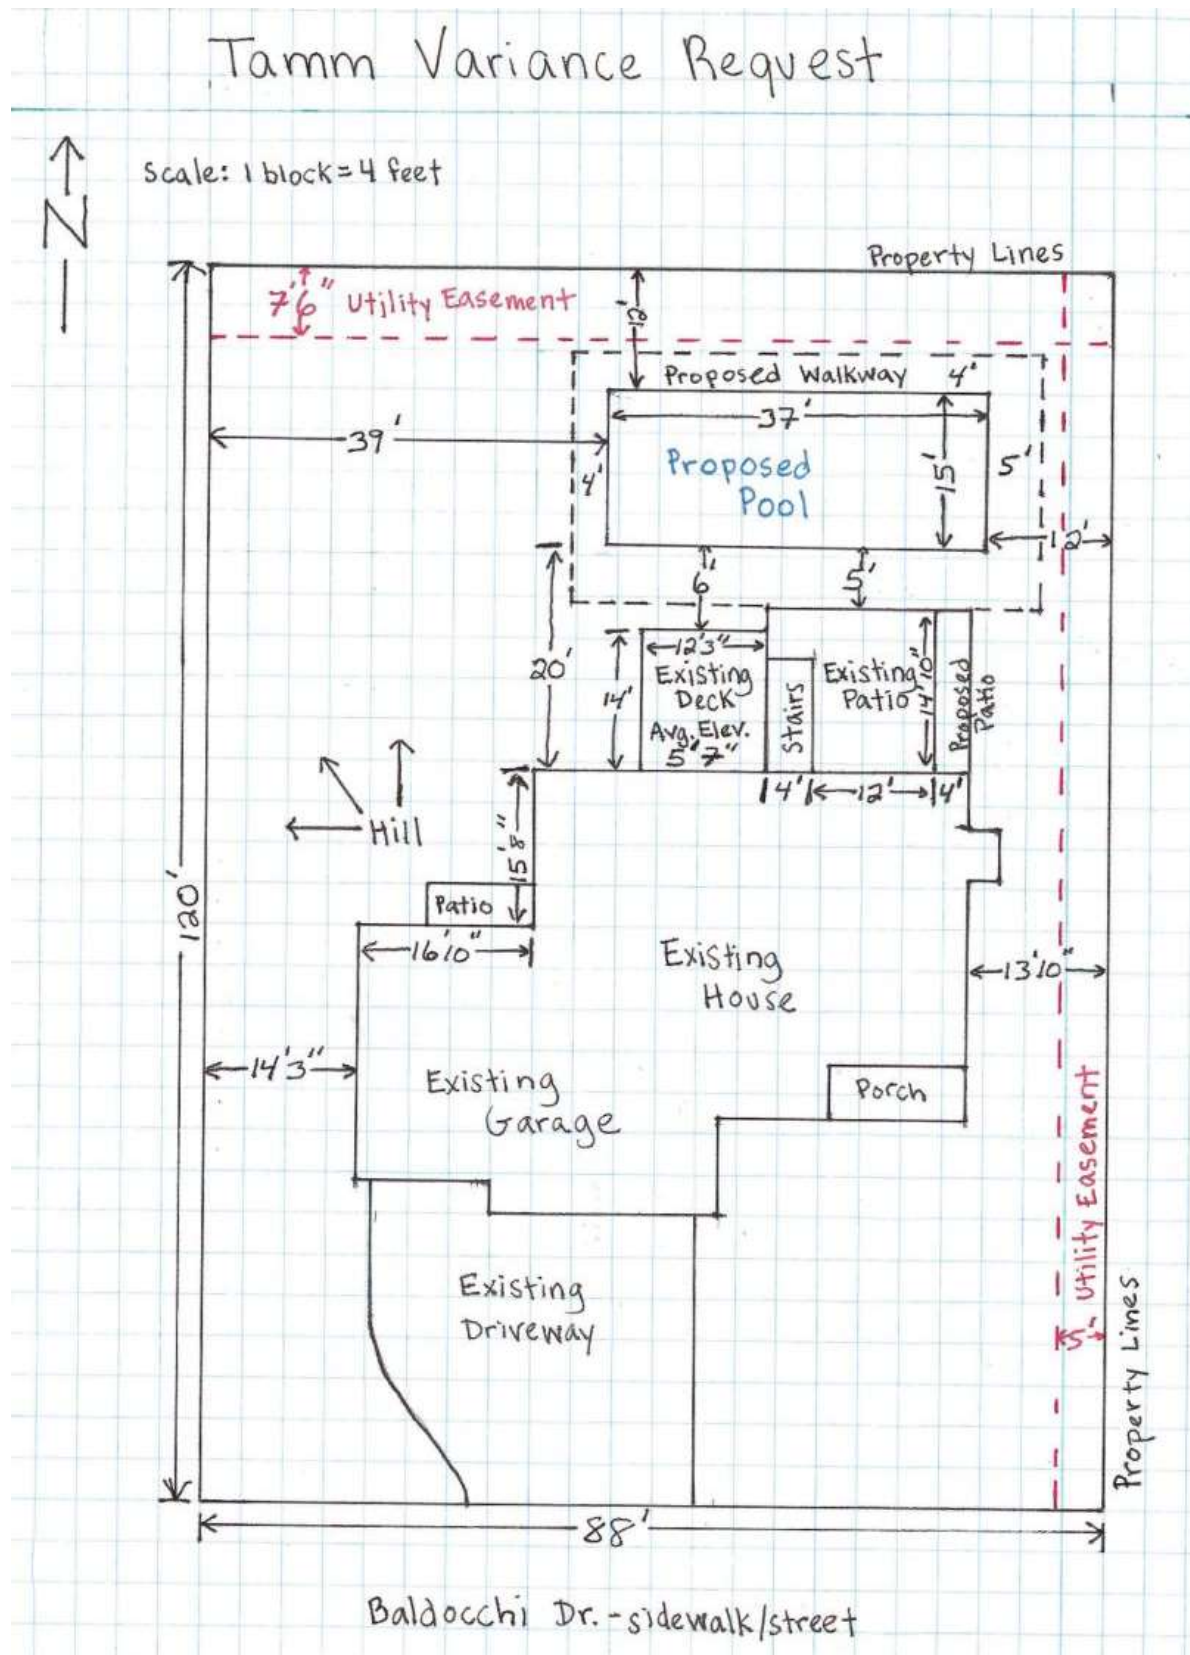 Tamm Variance Request
N
Scale: 1 block = 4 feet
Property Lines
7'6" Utility Easement
12'
Proposed Walkway 4'
37'
39'
Proposed
Pool
15'
5'
4'
12'
6'
5'
20'
14'
12'3"
Existing
Deck
Avg. Elev.
5' 7"
Stairs
Existing
Patio
14'10"
Proposed
Patio
4'
12'
4'
Hill
15'8"
Patio
16'10"
120'
Existing
House
13'10"
14'3"
Existing
Garage
Porch
5' Utility Easement
Existing
Driveway
Property Lines
88'
Baldocchi Dr. - sidewalk/street